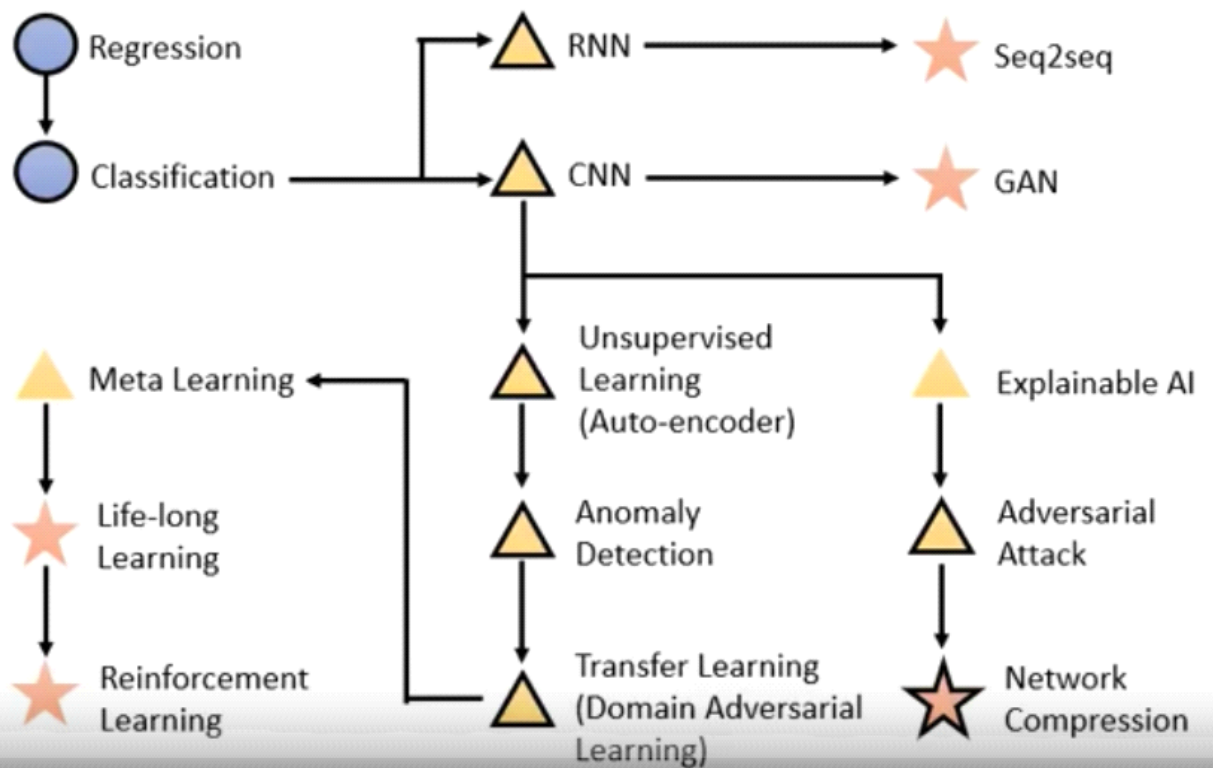 Regression
RNN
Seq2seq
Classification
CNN
GAN
Meta Learning
Unsupervised
Learning
(Auto-encoder)
Explainable AI
Life-long
Learning
Anomaly
Detection
Adversarial
Attack
Reinforcement
Learning
Transfer Learning
(Domain Adversarial
Learning)
Network
Compression